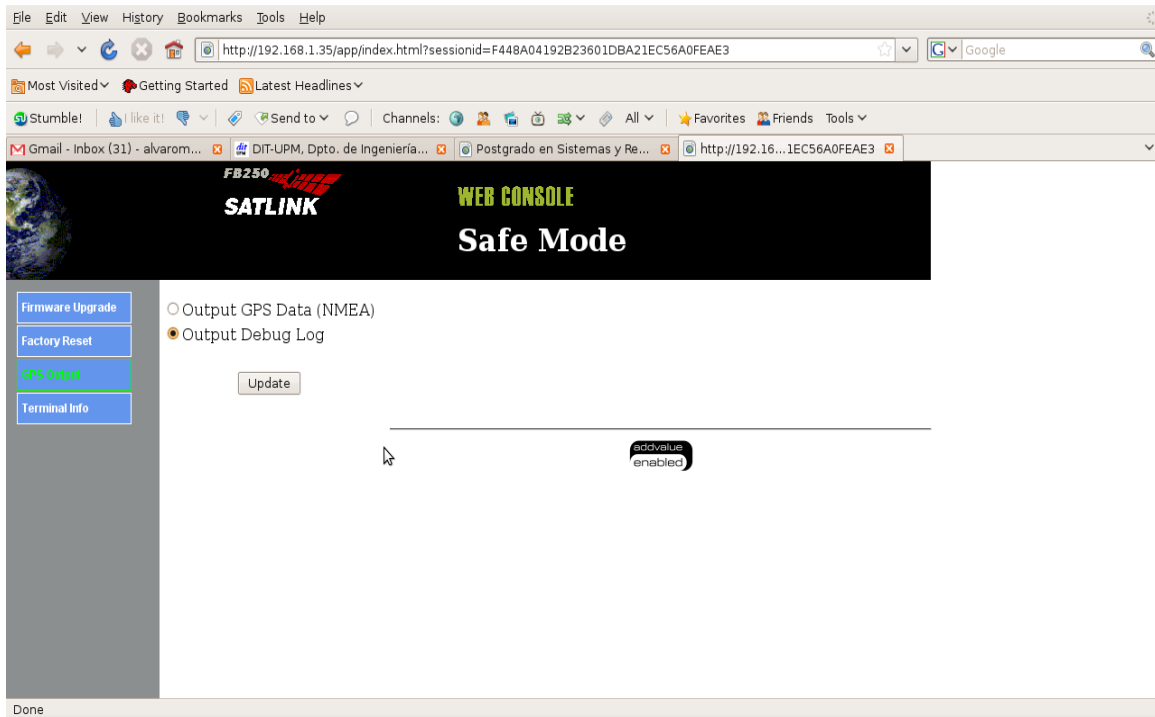 File Edit View History Bookmarks Tools Help
http://192.168.1.35/app/index.html?sessionid=F448A04192B23601DBA21EC56A0FEAE3
G Google
Most Visited Getting Started Latest Headlines
Stumble! I like it! Send to Channels: All Favorites Friends Tools
Gmail - Inbox (31) - alvarom... DIT-UPM, Dpto. de Ingeniería... Postgrado en Sistemas y Re... http://192.16...1EC56A0FEAE3
FB250
SATLINK
WEB CONSOLE
Safe Mode
Firmware Upgrade
Factory Reset
GPS Output
Terminal Info
Output GPS Data (NMEA)
Output Debug Log
Update
addvalue
enabled
Done